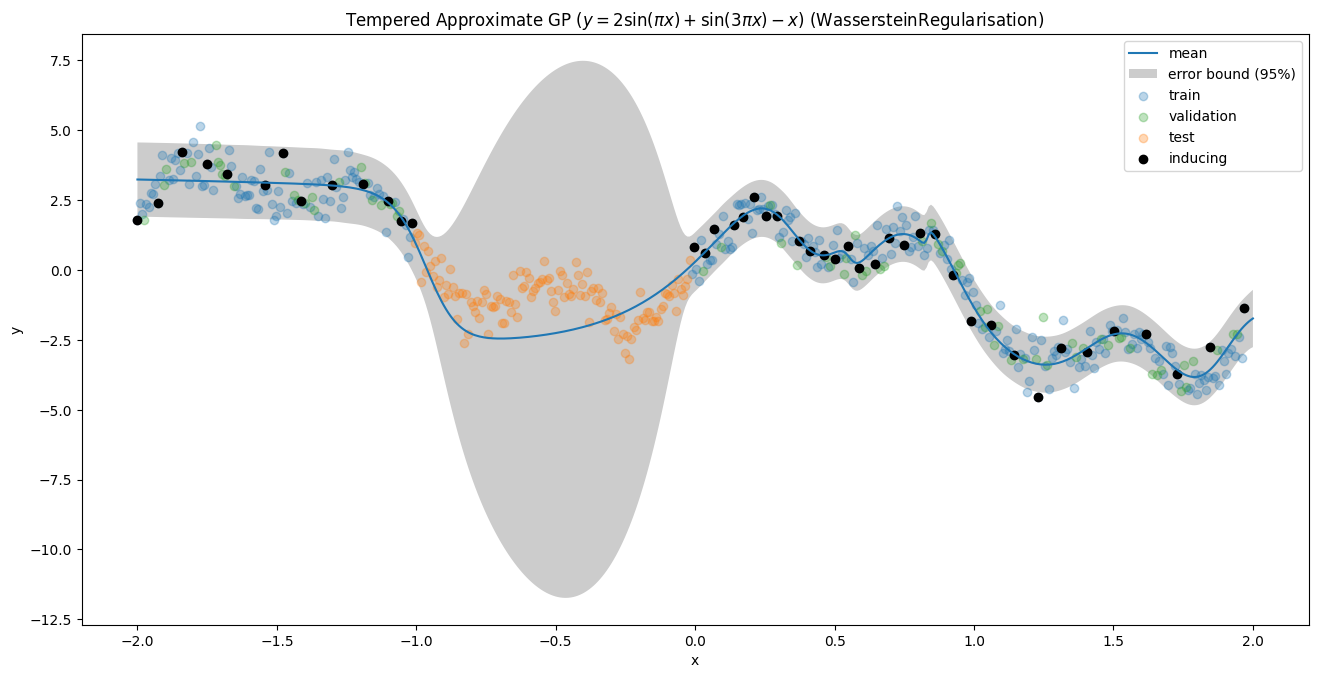 Tempered Approximate GP (y = 2sin(πx) + sin(3πx) − x) (WassersteinRegularisation)
mean
error bound (95%)
train
validation
test
inducing
7.5
5.0
2.5
0.0
−2.5
−5.0
−7.5
−10.0
−12.5
y
−2.0 −1.5 −1.0 −0.5 0.0 0.5 1.0 1.5 2.0
x